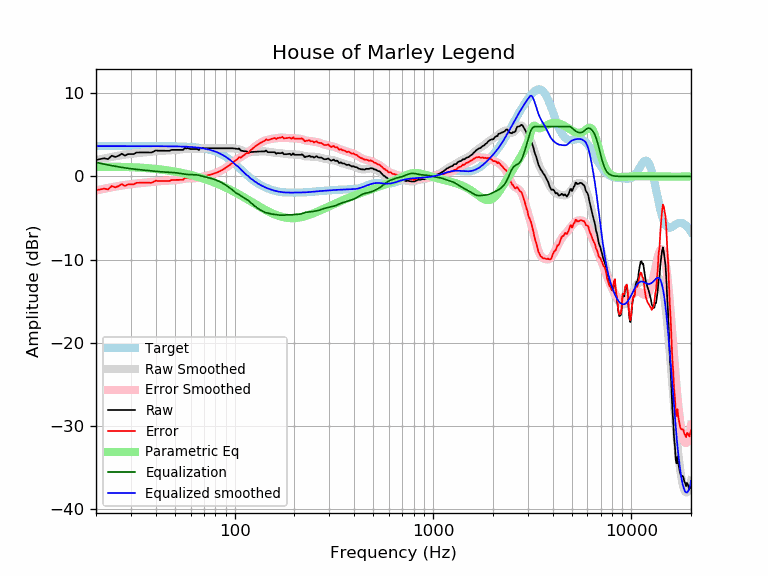 House of Marley Legend
10
0
−10
−20
−30
−40
Amplitude (dBr)
Target
Raw Smoothed
Error Smoothed
Raw
Error
Parametric Eq
Equalization
Equalized smoothed
100
1000
10000
Frequency (Hz)